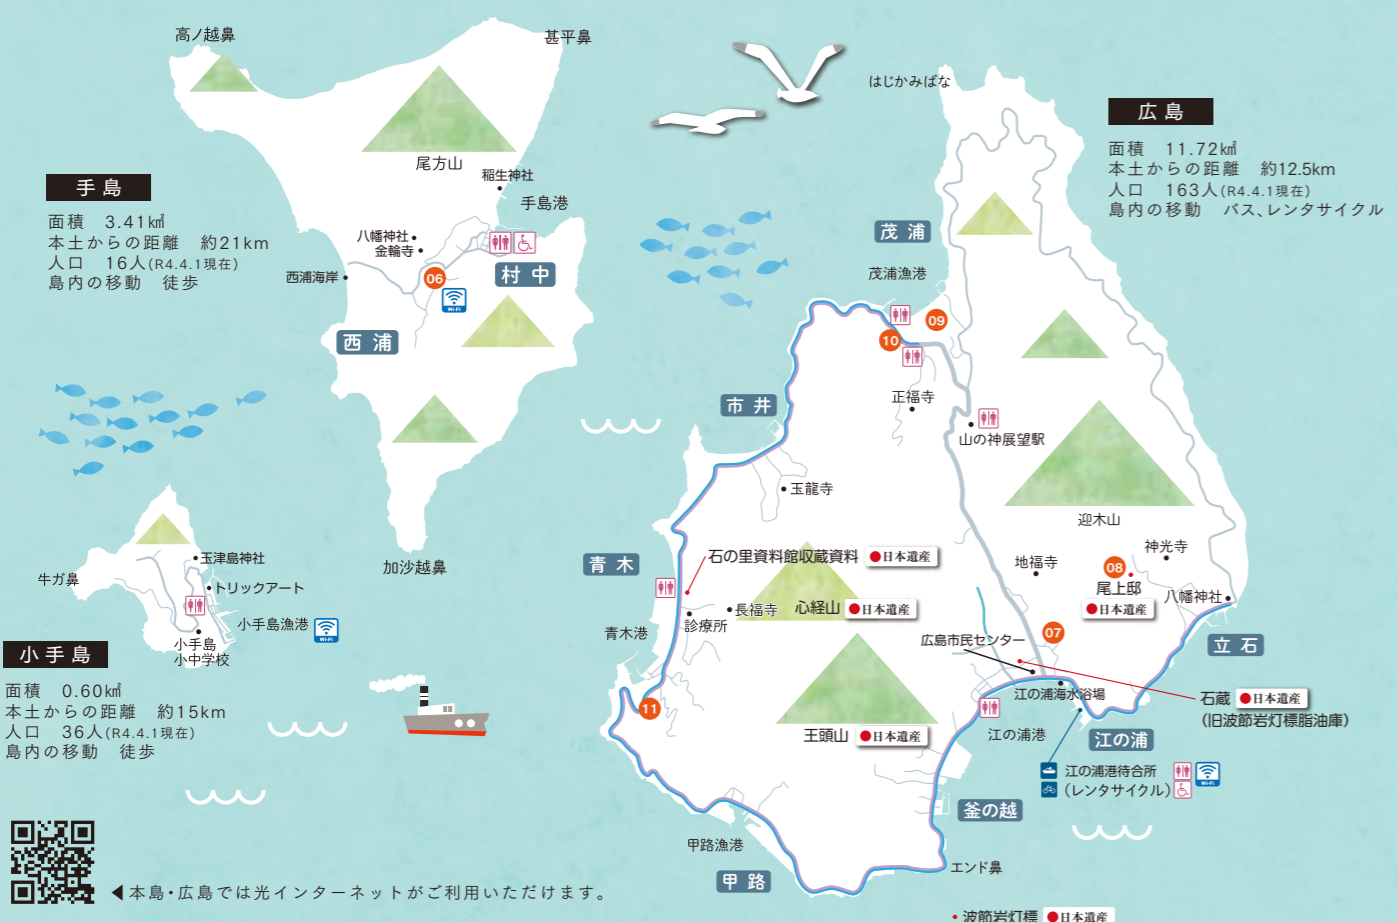 高ノ越鼻
甚平鼻
尾方山
稲生神社
手島港
手島
面積 3.41㎢
本土からの距離 約21km
人口 16人(R4.4.1現在)
島内の移動 徒歩
八幡神社
金輪寺
西浦海岸
06
Wi-Fi
村中
西浦
加沙越鼻
玉津島神社
牛ガ鼻
トリックアート
小手島漁港
Wi-Fi
小手島
小中学校
小手島
面積 0.60㎢
本土からの距離 約15km
人口 36人(R4.4.1現在)
島内の移動 徒歩
◀本島・広島では光インターネットがご利用いただけます。
はじかみばな
広島
面積 11.72㎢
本土からの距離 約12.5km
人口 163人(R4.4.1現在)
島内の移動 バス、レンタサイクル
茂浦
茂浦漁港
09
10
正福寺
市井
山の神展望駅
玉龍寺
迎木山
青木
石の里資料館収蔵資料 日本遺産
地福寺
神光寺
08
尾上邸
日本遺産
八幡神社
長福寺
心経山 日本遺産
診療所
青木港
07
広島市民センター
立石
江の浦海水浴場
石蔵 日本遺産
(旧波節岩灯標脂油庫)
11
王頭山 日本遺産
江の浦港
江の浦
江の浦港待合所
(レンタサイクル)
Wi-Fi
釜の越
甲路漁港
エンド鼻
甲路
波節岩灯標 日本遺産